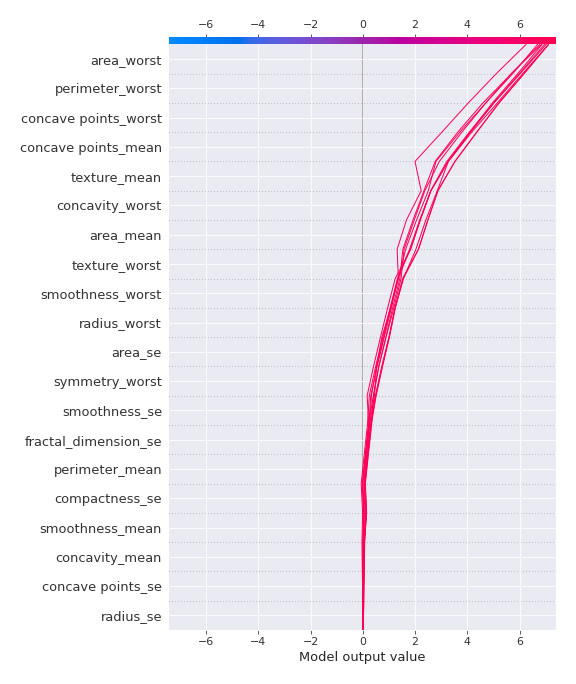 −6 −4 −2 0 2 4 6
area_worst
perimeter_worst
concave points_worst
concave points_mean
texture_mean
concavity_worst
area_mean
texture_worst
smoothness_worst
radius_worst
area_se
symmetry_worst
smoothness_se
fractal_dimension_se
perimeter_mean
compactness_se
smoothness_mean
concavity_mean
concave points_se
radius_se
−6 −4 −2 0 2 4 6
Model output value